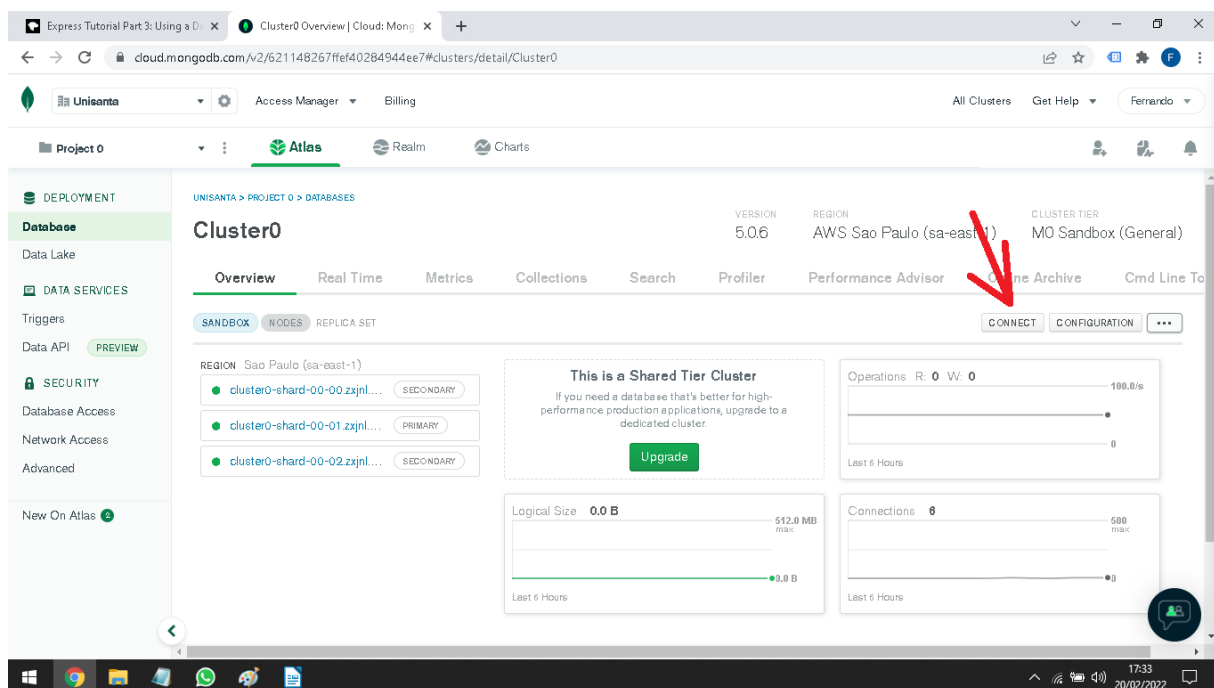 Express Tutorial Part 3: Using a Da
Cluster0 Overview | Cloud: Mong
cloud.mongodb.com/v2/621148267ffef40284944ee7#clusters/detail/Cluster0
F
Unisanta Access Manager Billing All Clusters Get Help Fernando
Project 0 Atlas Realm Charts
DEPLOYMENT
Database
Data Lake
DATA SERVICES
Triggers
Data API PREVIEW
SECURITY
Database Access
Network Access
Advanced
New On Atlas 2
UNISANTA > PROJECT 0 > DATABASES
Cluster0
VERSION
5.0.6
REGION
AWS Sao Paulo (sa-east-1)
CLUSTER TIER
M0 Sandbox (General)
Overview Real Time Metrics Collections Search Profiler Performance Advisor Online Archive Cmd Line To
SANDBOX NODES REPLICA SET
CONNECT CONFIGURATION ...
REGION Sao Paulo (sa-east-1)
cluster0-shard-00-00.zxjnl.... SECONDARY
cluster0-shard-00-01.zxjnl.... PRIMARY
cluster0-shard-00-02.zxjnl.... SECONDARY
This is a Shared Tier Cluster
If you need a database that's better for high-
performance production applications, upgrade to a
dedicated cluster.
Upgrade
Operations R: 0 W: 0
100.0/s
0
Last 6 Hours
Logical Size 0.0 B
512.0 MB
max
0.0 B
Last 6 Hours
Connections 6
500
max
0
Last 6 Hours
17:33
20/02/2022